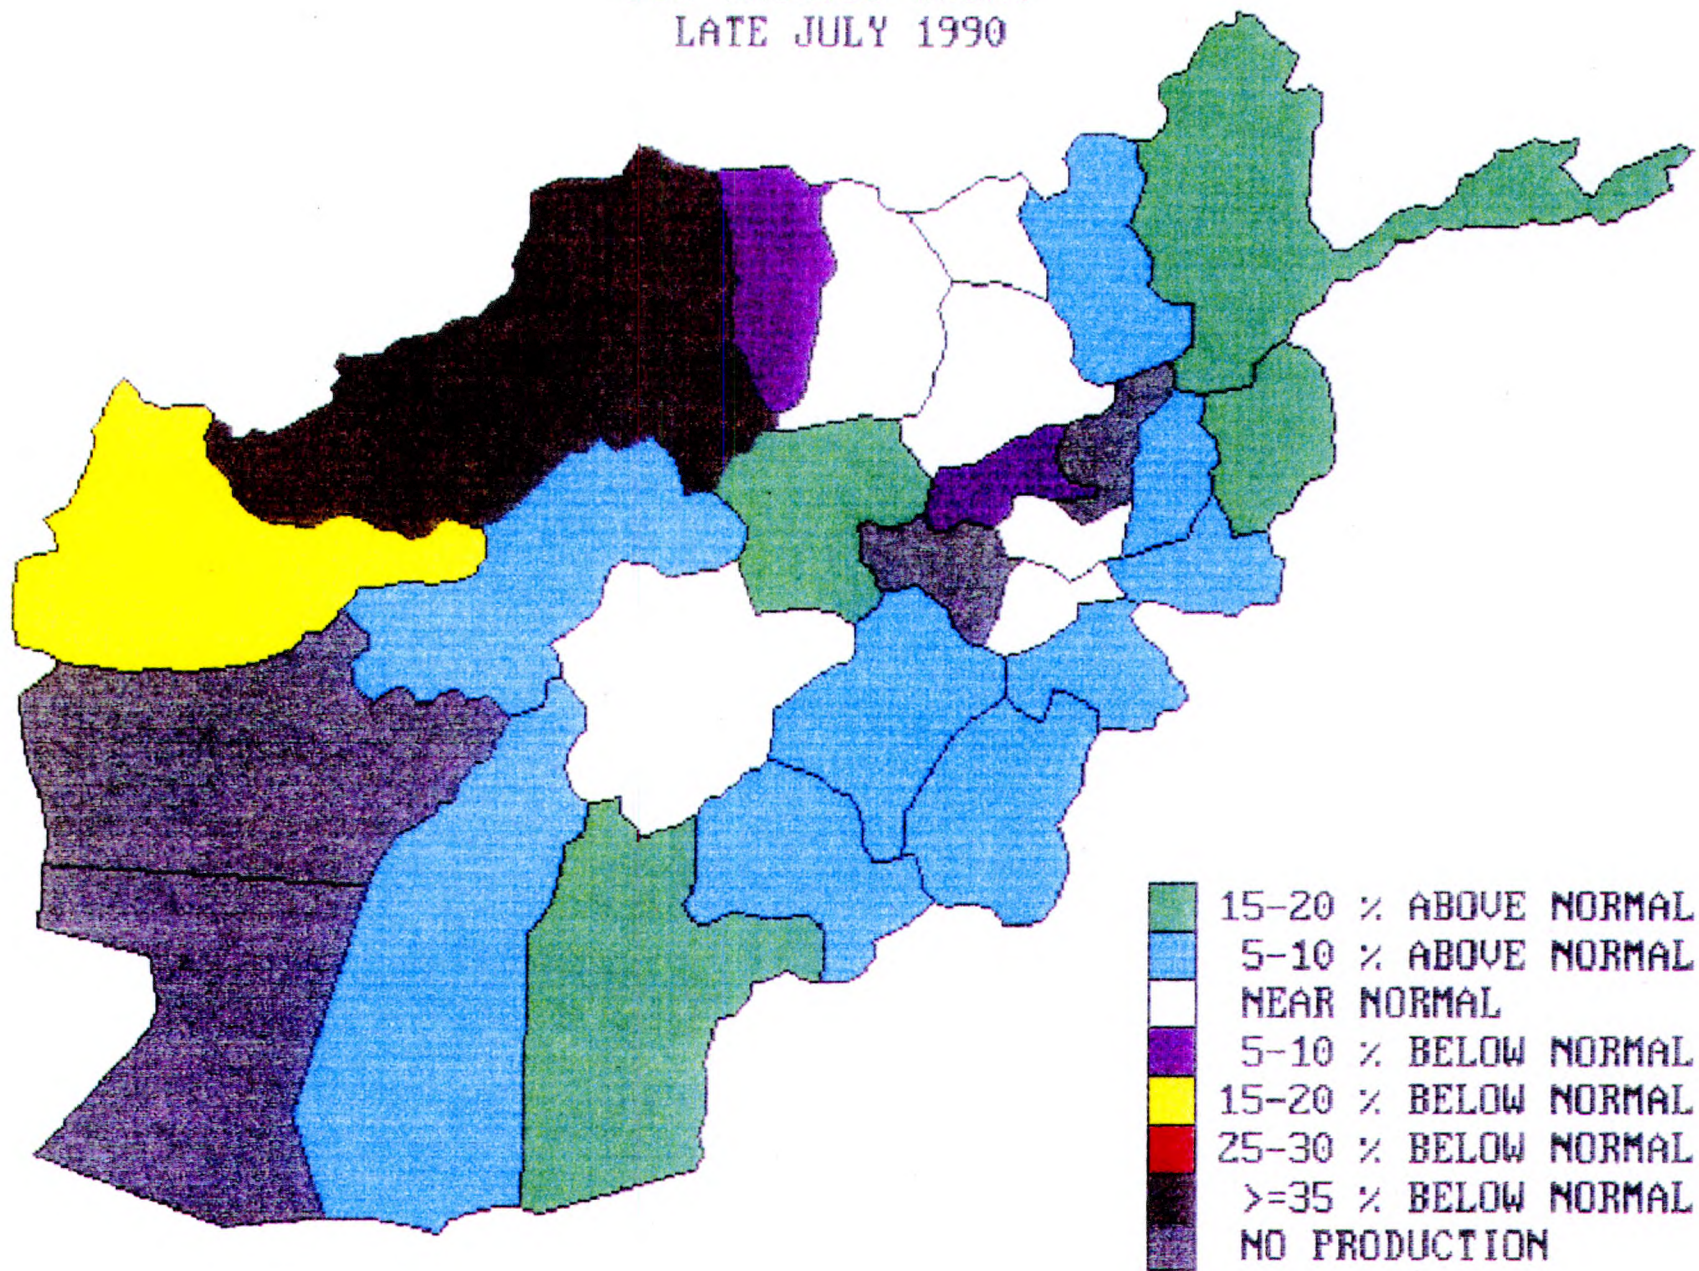 LATE JULY 1990
15-20 % ABOVE NORMAL
5-10 % ABOVE NORMAL
NEAR NORMAL
5-10 % BELOW NORMAL
15-20 % BELOW NORMAL
25-30 % BELOW NORMAL
>=35 % BELOW NORMAL
NO PRODUCTION